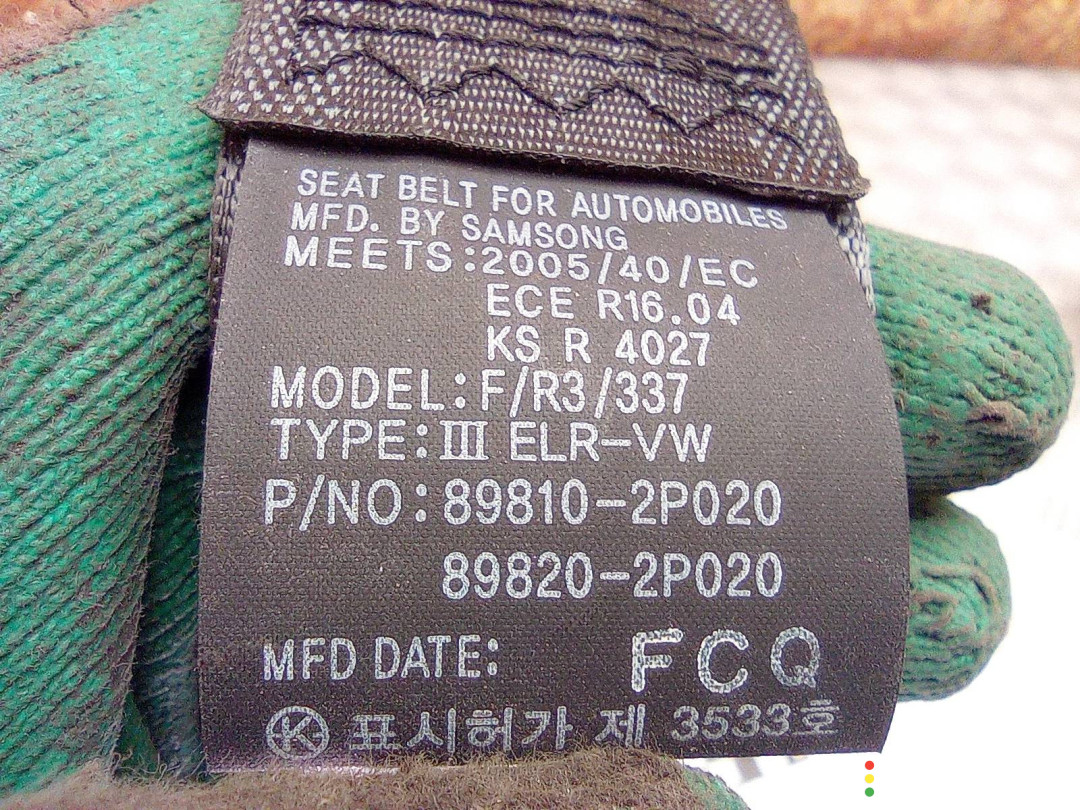 SEAT BELT FOR AUTOMOBILES
MFD. BY SAMSONG
MEETS:2005/40/EC
ECE R16.04
KS R 4027
MODEL:F/R3/337
TYPE:III ELR-VW
P/NO:89810-2P020
89820-2P020
MFD DATE: FCQ
Ⓚ 표시허가 제 3533호